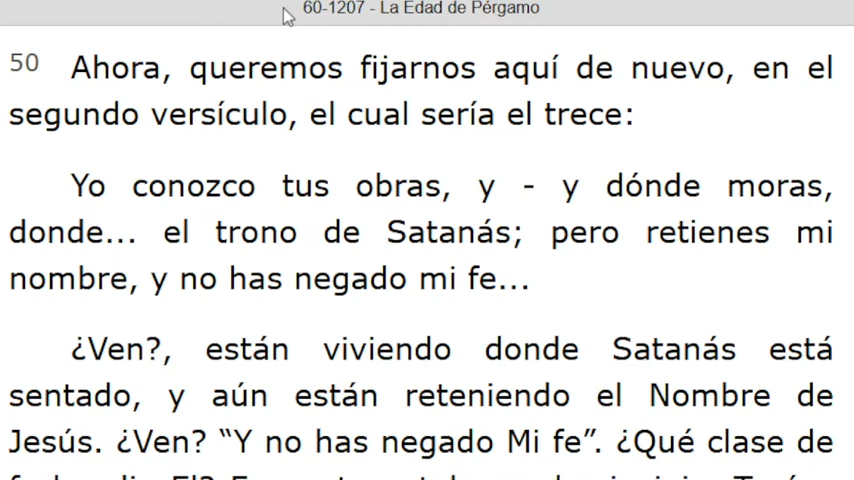 60-1207 - La Edad de Pérgamo
50 Ahora, queremos fijarnos aquí de nuevo, en el
segundo versículo, el cual sería el trece:
Yo conozco tus obras, y - y dónde moras,
donde... el trono de Satanás; pero retienes mi
nombre, y no has negado mi fe...
¿Ven?, están viviendo donde Satanás está
sentado, y aún están reteniendo el Nombre de
Jesús. ¿Ven? “Y no has negado Mi fe”. ¿Qué clase de